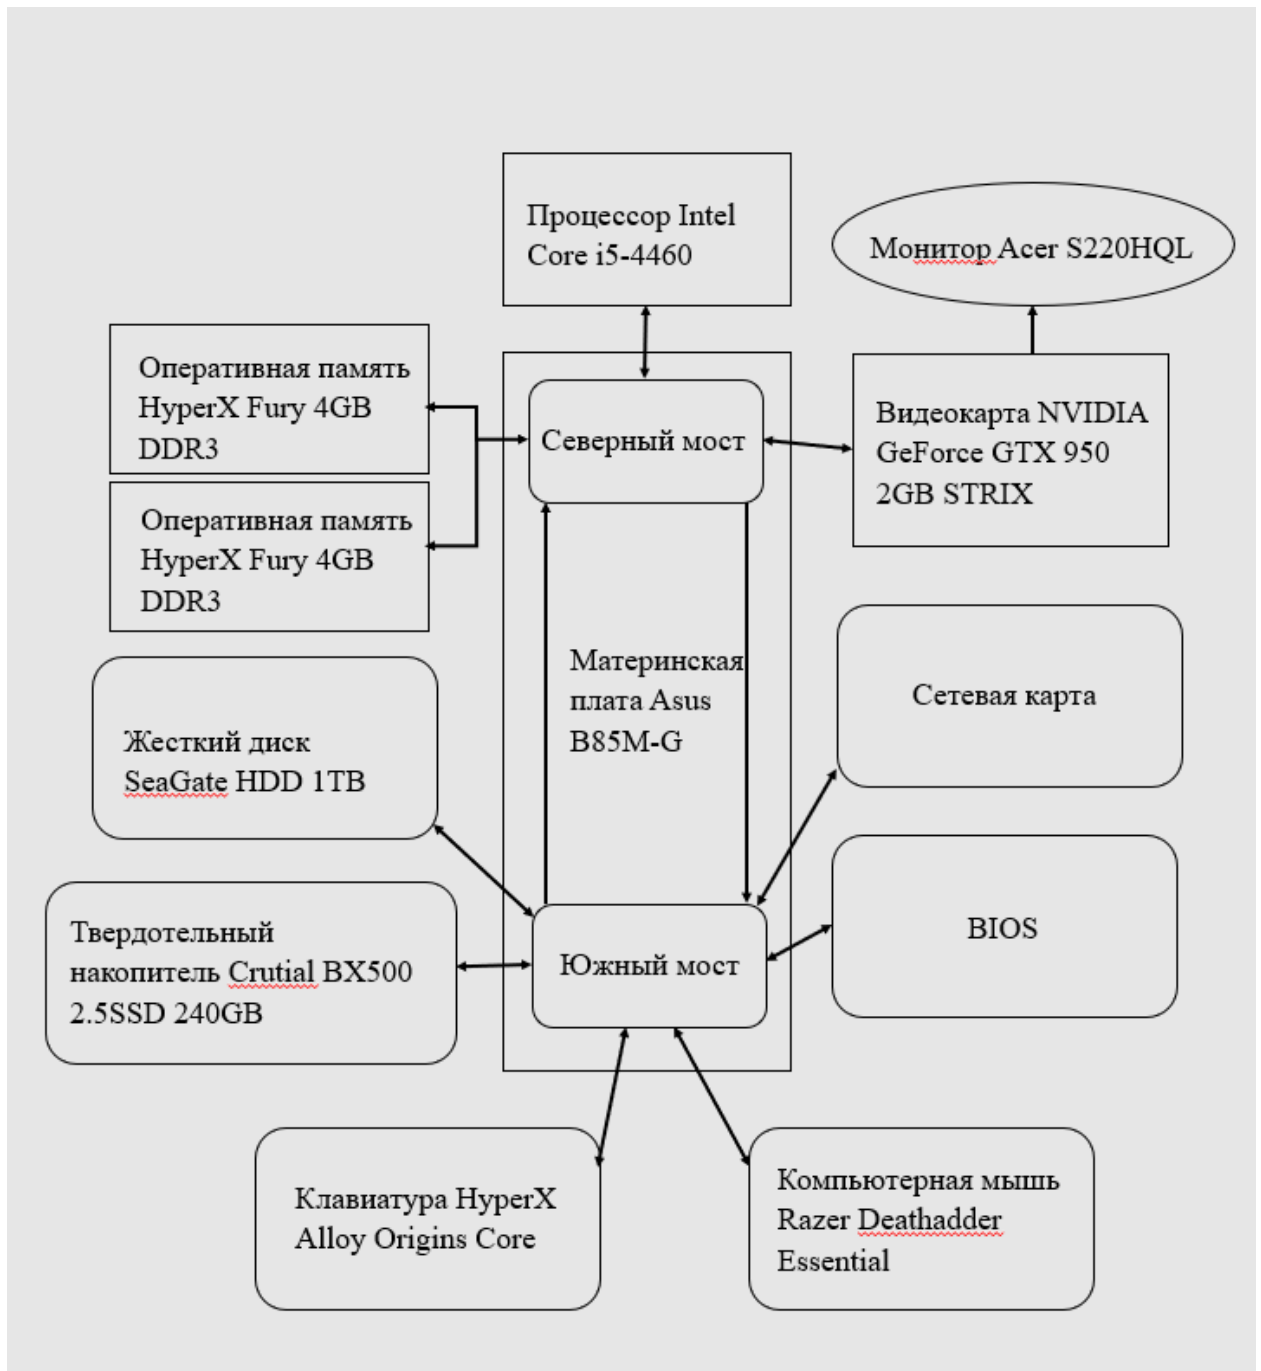 Процессор Intel
Core i5-4460
Монитор Acer S220HQL
Оперативная память
HyperX Fury 4GB
DDR3
Северный мост
Видеокарта NVIDIA
GeForce GTX 950
2GB STRIX
Оперативная память
HyperX Fury 4GB
DDR3
Материнская
плата Asus
B85M-G
Сетевая карта
Жесткий диск
SeaGate HDD 1TB
Твердотельный
накопитель Crutial BX500
2.5SSD 240GB
Южный мост
BIOS
Клавиатура HyperX
Alloy Origins Core
Компьютерная мышь
Razer Deathadder
Essential